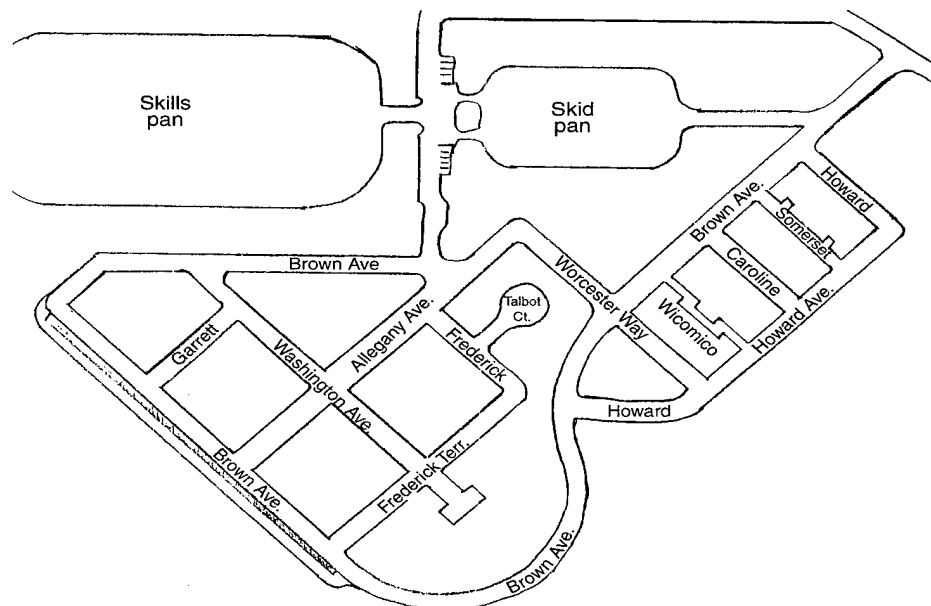 Skills
pan
Skid
pan
Howard
Brown Ave.
Somerset
Brown Ave
Caroline
Worcester Way
Talbot
Ct.
Allegany Ave.
Frederick
Wicomico
Howard Ave.
Garrett
Washington Ave.
Howard
Brown Ave.
Frederick Terr.
Brown Ave.